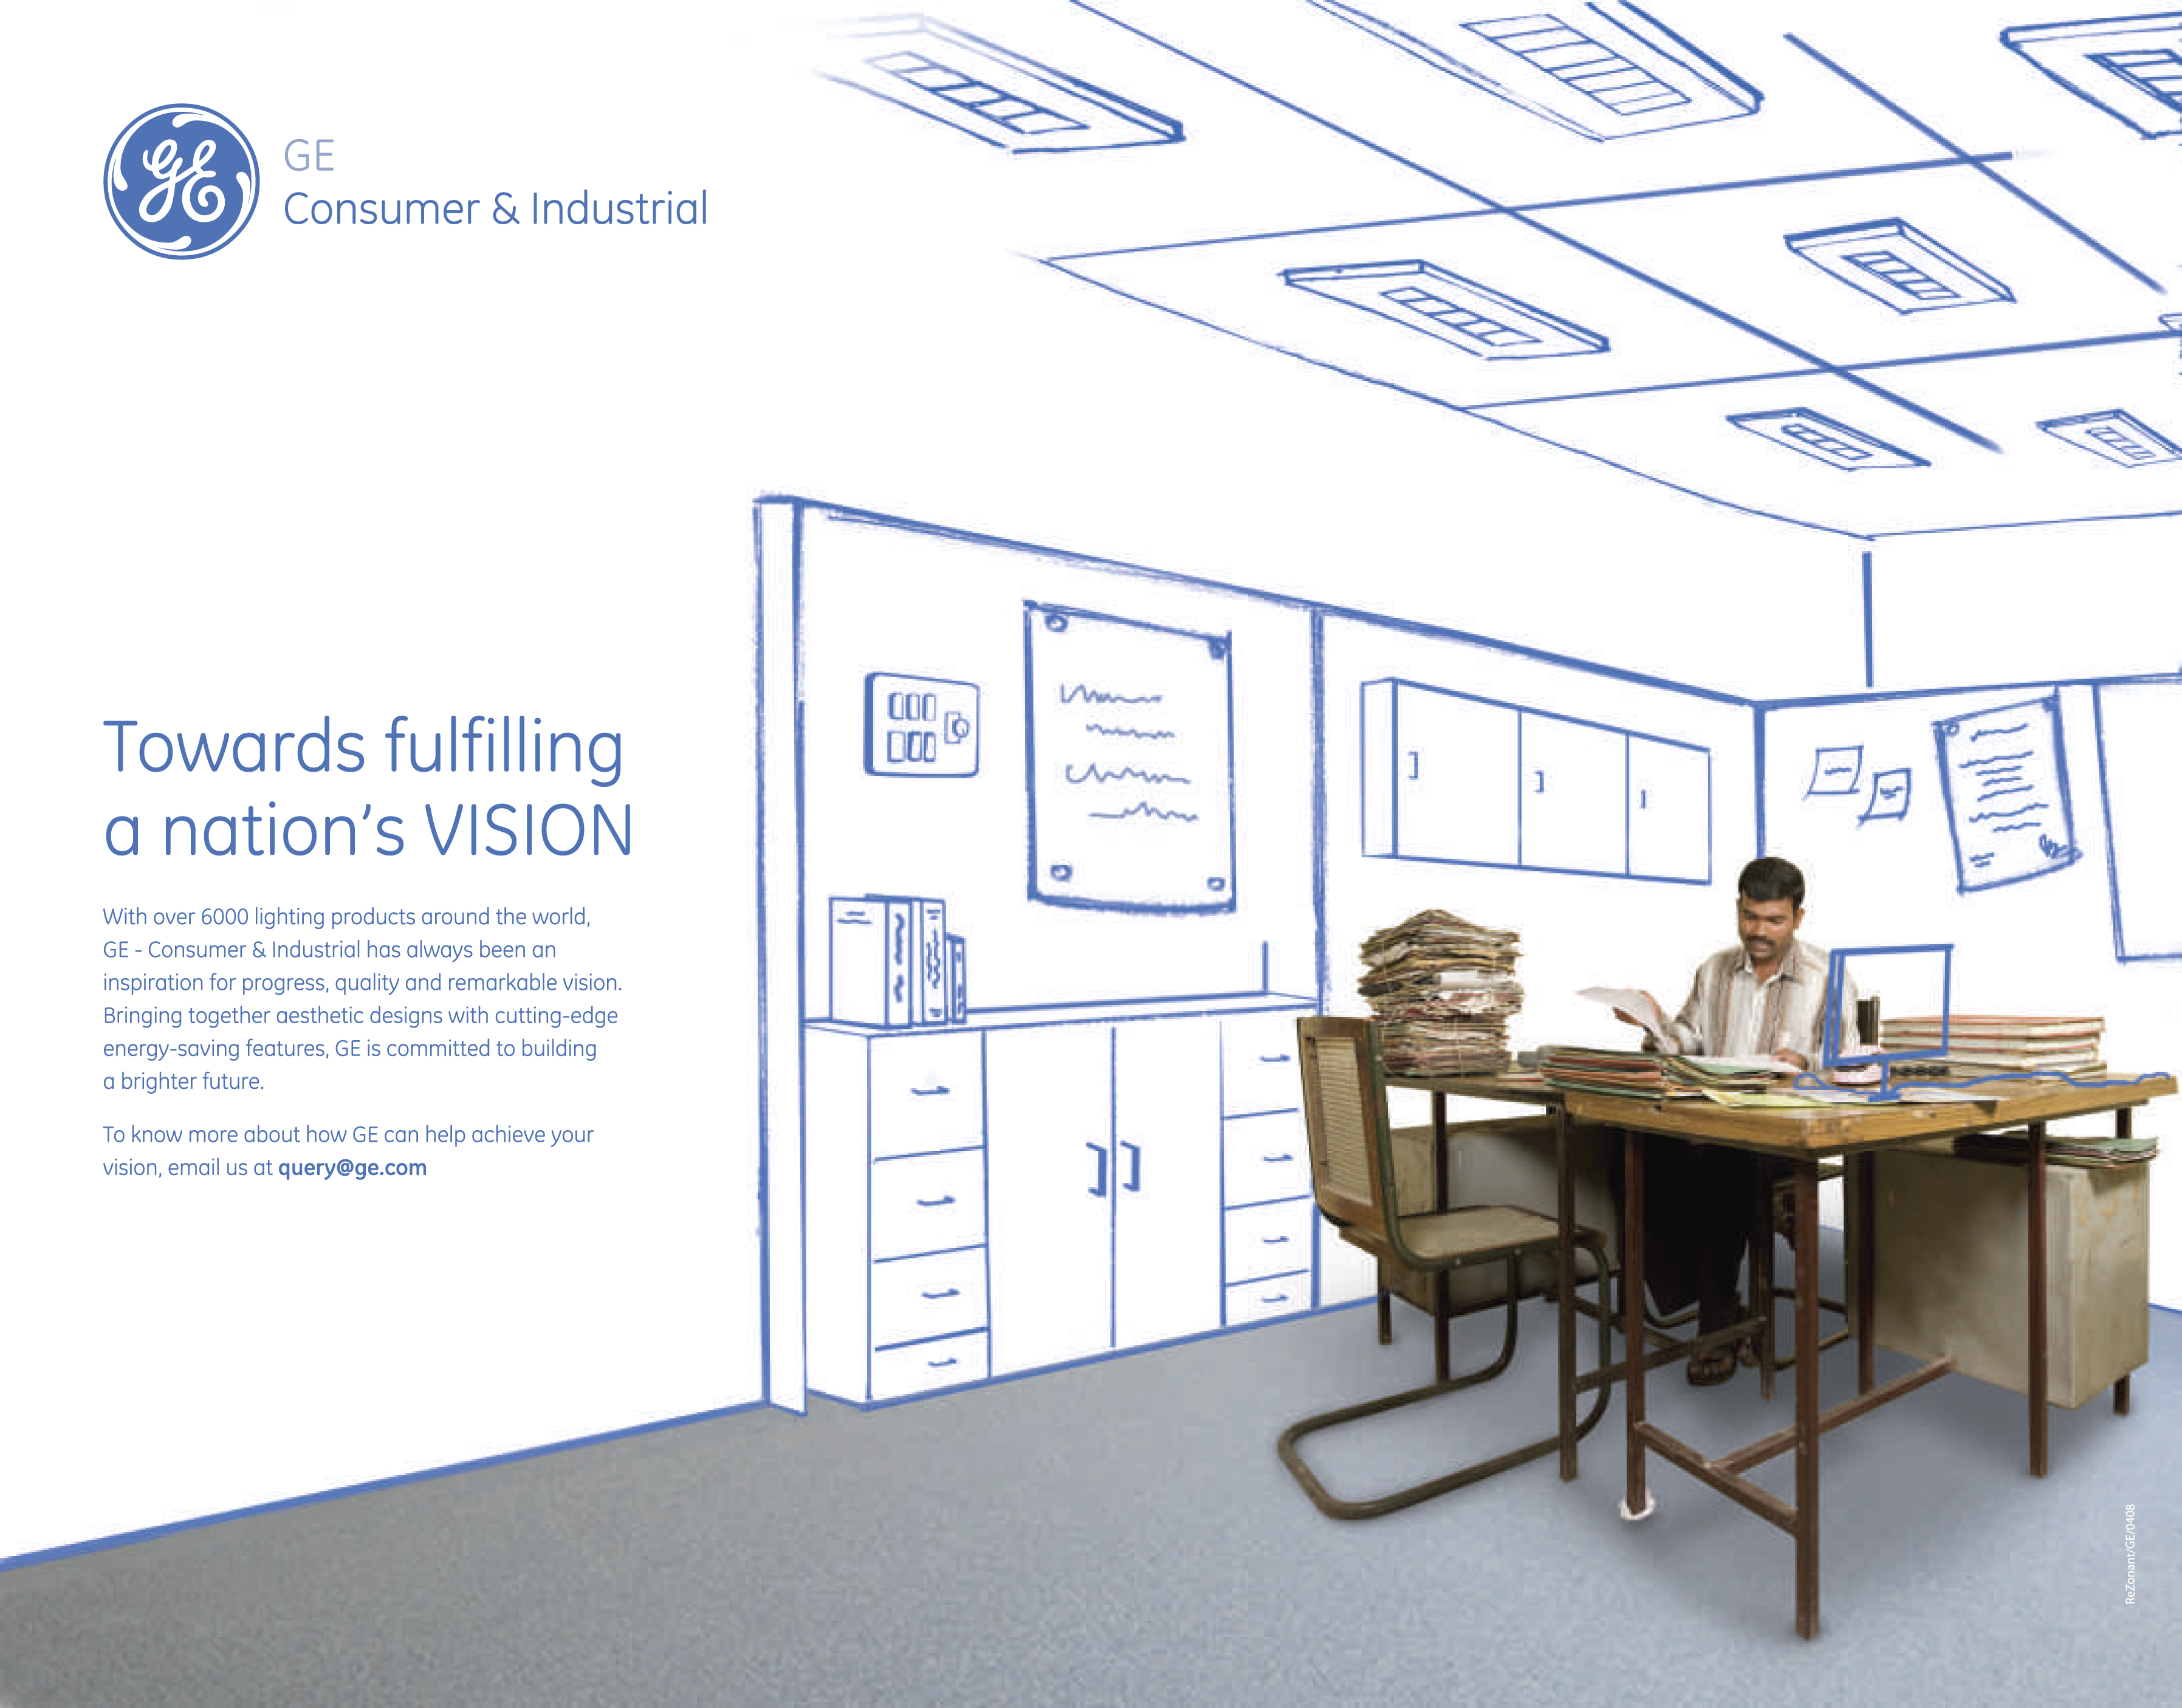 GE
GE
Consumer & Industrial
Towards fulfilling
a nation's VISION
With over 6000 lighting products around the world,
GE - Consumer & Industrial has always been an
inspiration for progress, quality and remarkable vision.
Bringing together aesthetic designs with cutting-edge
energy-saving features, GE is committed to building
a brighter future.
To know more about how GE can help achieve your
vision, email us at query@ge.com
ReZonant/GE/0408